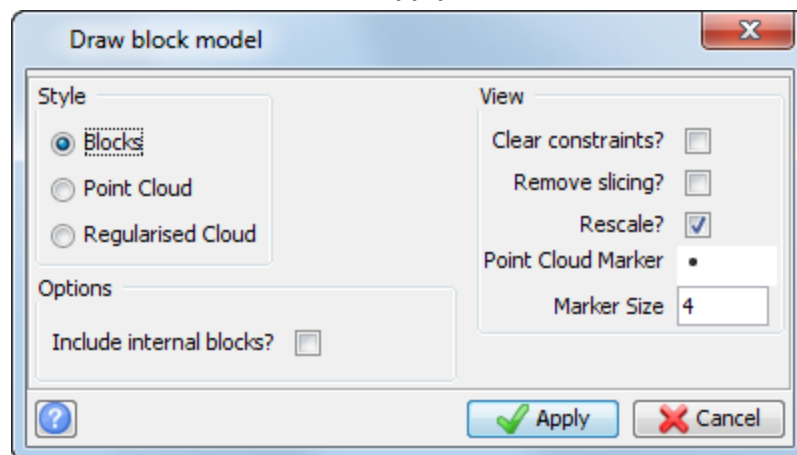 Draw block model
Style
Blocks
Point Cloud
Regularised Cloud
Options
Include internal blocks?
View
Clear constraints?
Remove slicing?
Rescale?
Point Cloud Marker
Marker Size 4
Apply
Cancel